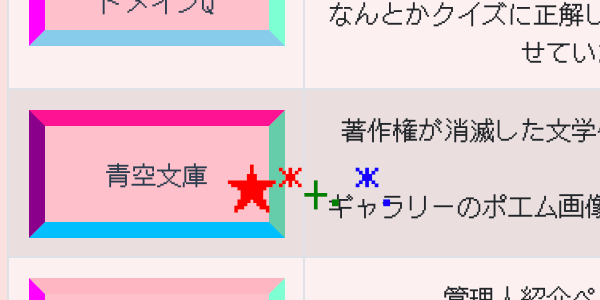 ドメインQ
なんとかクイズに正解し
せてい
青空文庫
著作権が消滅した文学
ギャラリーのポエム画像
管理人紹介ペ